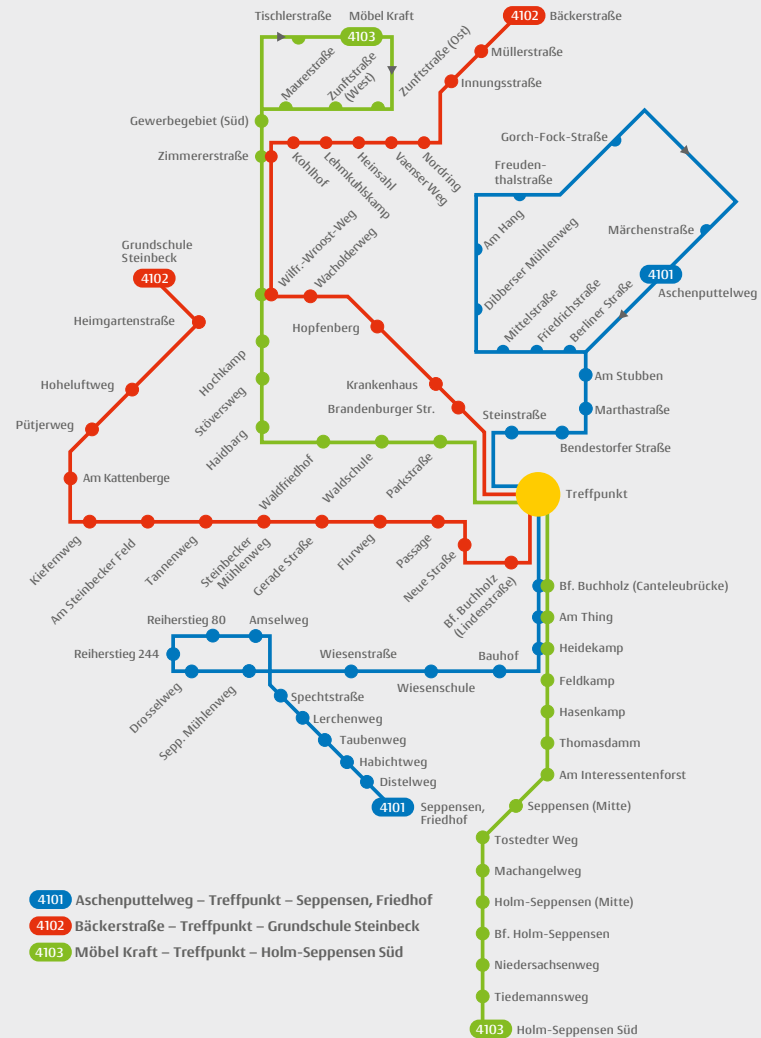 Tischlerstraße
Möbel Kraft
4103
4102 Bäckerstraße
Müllerstraße
Innungsstraße
Zunftstraße (Ost)
Maurerstraße
Zunftstraße
(West)
Gewerbegebiet (Süd)
Zimmererstraße
Kohlhof
Lehmkuhlskamp
Heinsahl
Vaenser Weg
Nordring
Gorch-Fock-Straße
Freuden-
thalstraße
Am Hang
Dibberser Mühlenweg
Mittelstraße
Friedrichstraße
Berliner Straße
Märchenstraße
4101
Aschenputtelweg
Am Stubben
Marthastraße
Steinstraße
Bendestorfer Straße
Grundschule
Steinbeck
4102
Heimgartenstraße
Hoheluftweg
Pütjerweg
Am Kattenberge
Wilfr.-Wroost-Weg
Wacholderweg
Hopfenberg
Krankenhaus
Brandenburger Str.
Hochkamp
Stöversweg
Haidbarg
Waldfriedhof
Waldschule
Parkstraße
Treffpunkt
Kiefernweg
Am Steinbecker Feld
Tannenweg
Steinbecker
Mühlenweg
Gerade Straße
Flurweg
Passage
Neue Straße
Bf. Buchholz
(Lindenstraße)
Bf. Buchholz (Canteleubrücke)
Am Thing
Heidekamp
Feldkamp
Hasenkamp
Thomasdamm
Am Interessentenforst
Seppensen (Mitte)
Tostedter Weg
Machangelweg
Holm-Seppensen (Mitte)
Bf. Holm-Seppensen
Niedersachsenweg
Tiedemannsweg
4103 Holm-Seppensen Süd
Reiherstieg 80
Amselweg
Reiherstieg 244
Drosselweg
Sepp. Mühlenweg
Wiesenstraße
Wiesenschule
Bauhof
Spechtstraße
Lerchenweg
Taubenweg
Habichtweg
Distelweg
4101 Seppensen,
Friedhof
4101 Aschenputtelweg – Treffpunkt – Seppensen, Friedhof
4102 Bäckerstraße – Treffpunkt – Grundschule Steinbeck
4103 Möbel Kraft – Treffpunkt – Holm-Seppensen Süd